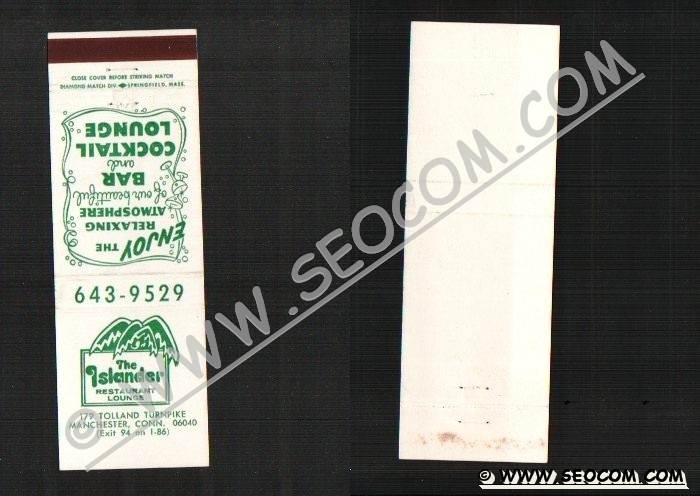 CLOSE COVER BEFORE STRIKING MATCH
DIAMOND MATCH DIV. SPRINGFIELD, MASS.
ENJOY THE
RELAXING
ATMOSPHERE
of our beautiful
BAR
and
COCKTAIL
LOUNGE
643-9529
The
Islander
RESTAURANT
LOUNGE
179 TOLLAND TURNPIKE
MANCHESTER, CONN. 06040
(Exit 94 on I-86)
© WWW.SEOCOM.COM
© WWW.SEOCOM.COM